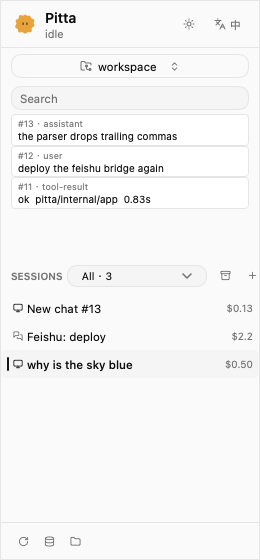 Pitta
idle
中
workspace
Search
#13 · assistant
the parser drops trailing commas
#12 · user
deploy the feishu bridge again
#11 · tool-result
ok pitta/internal/app 0.83s
SESSIONS All · 3
New chat #13 $0.13
Feishu: deploy $2.2
why is the sky blue $0.50